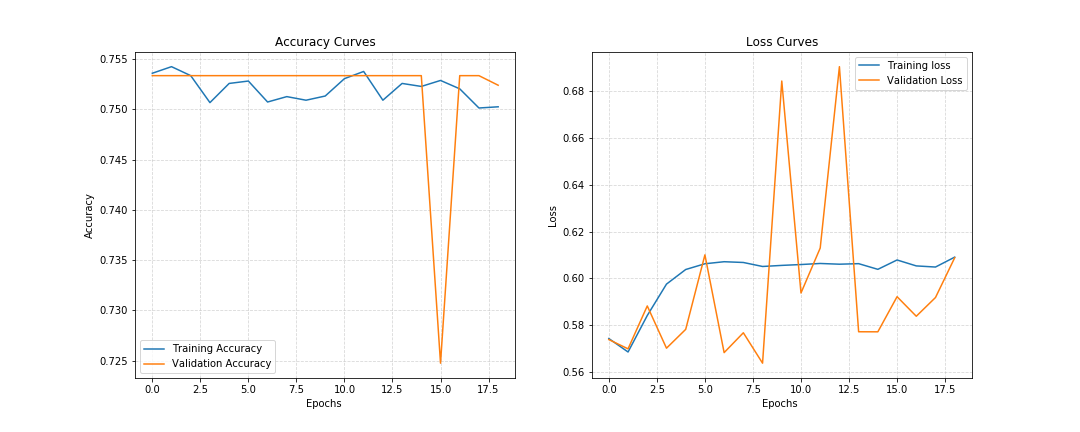 Accuracy Curves
0.755
0.750
0.745
0.740
0.735
0.730
0.725
Accuracy
Training Accuracy
Validation Accuracy
0.0 2.5 5.0 7.5 10.0 12.5 15.0 17.5
Epochs
Loss Curves
Training loss
Validation Loss
0.68
0.66
0.64
0.62
0.60
0.58
0.56
Loss
0.0 2.5 5.0 7.5 10.0 12.5 15.0 17.5
Epochs